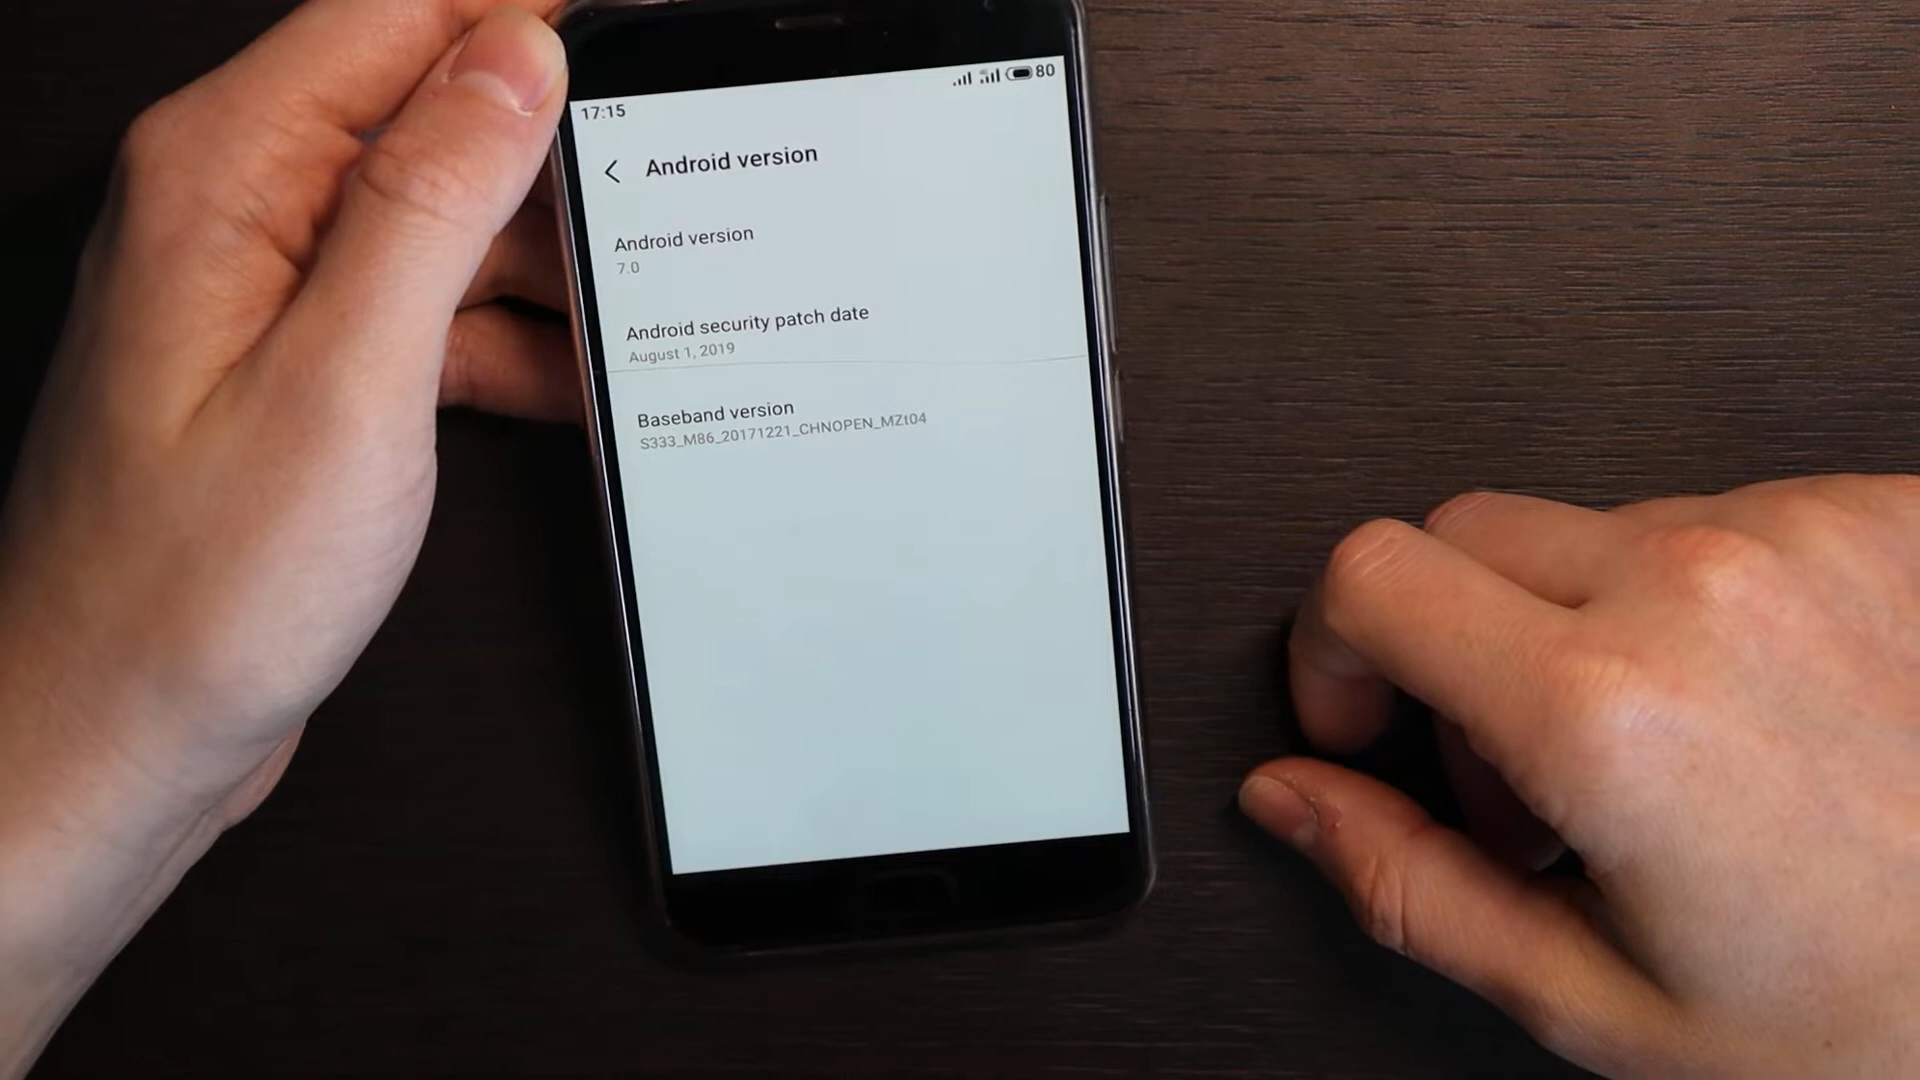 17:15
80
Android version
Android version
7.0
Android security patch date
August 1, 2019
Baseband version
S333_M86_20171221_CHNOPEN_MZt04